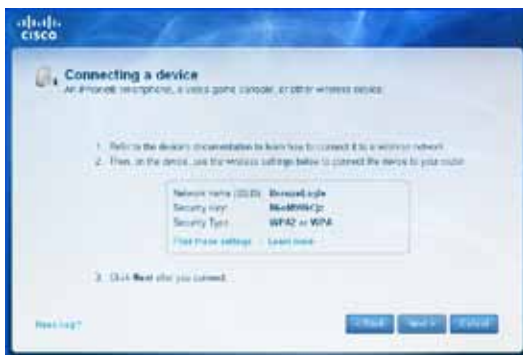 CISCO
Connecting a device
An iPhone® smartphone, a video game console, or other wireless device
1. Refer to the device's documentation to learn how to connect it to a wireless network.
2. Then, on the device, use the wireless settings below to connect the device to your router.
Network name (SSID):
Security Key:
Security Type: WPA2 or WPA
Print these settings Learn more
3. Click Next after you connect.
Need help?
< Back Next > Cancel